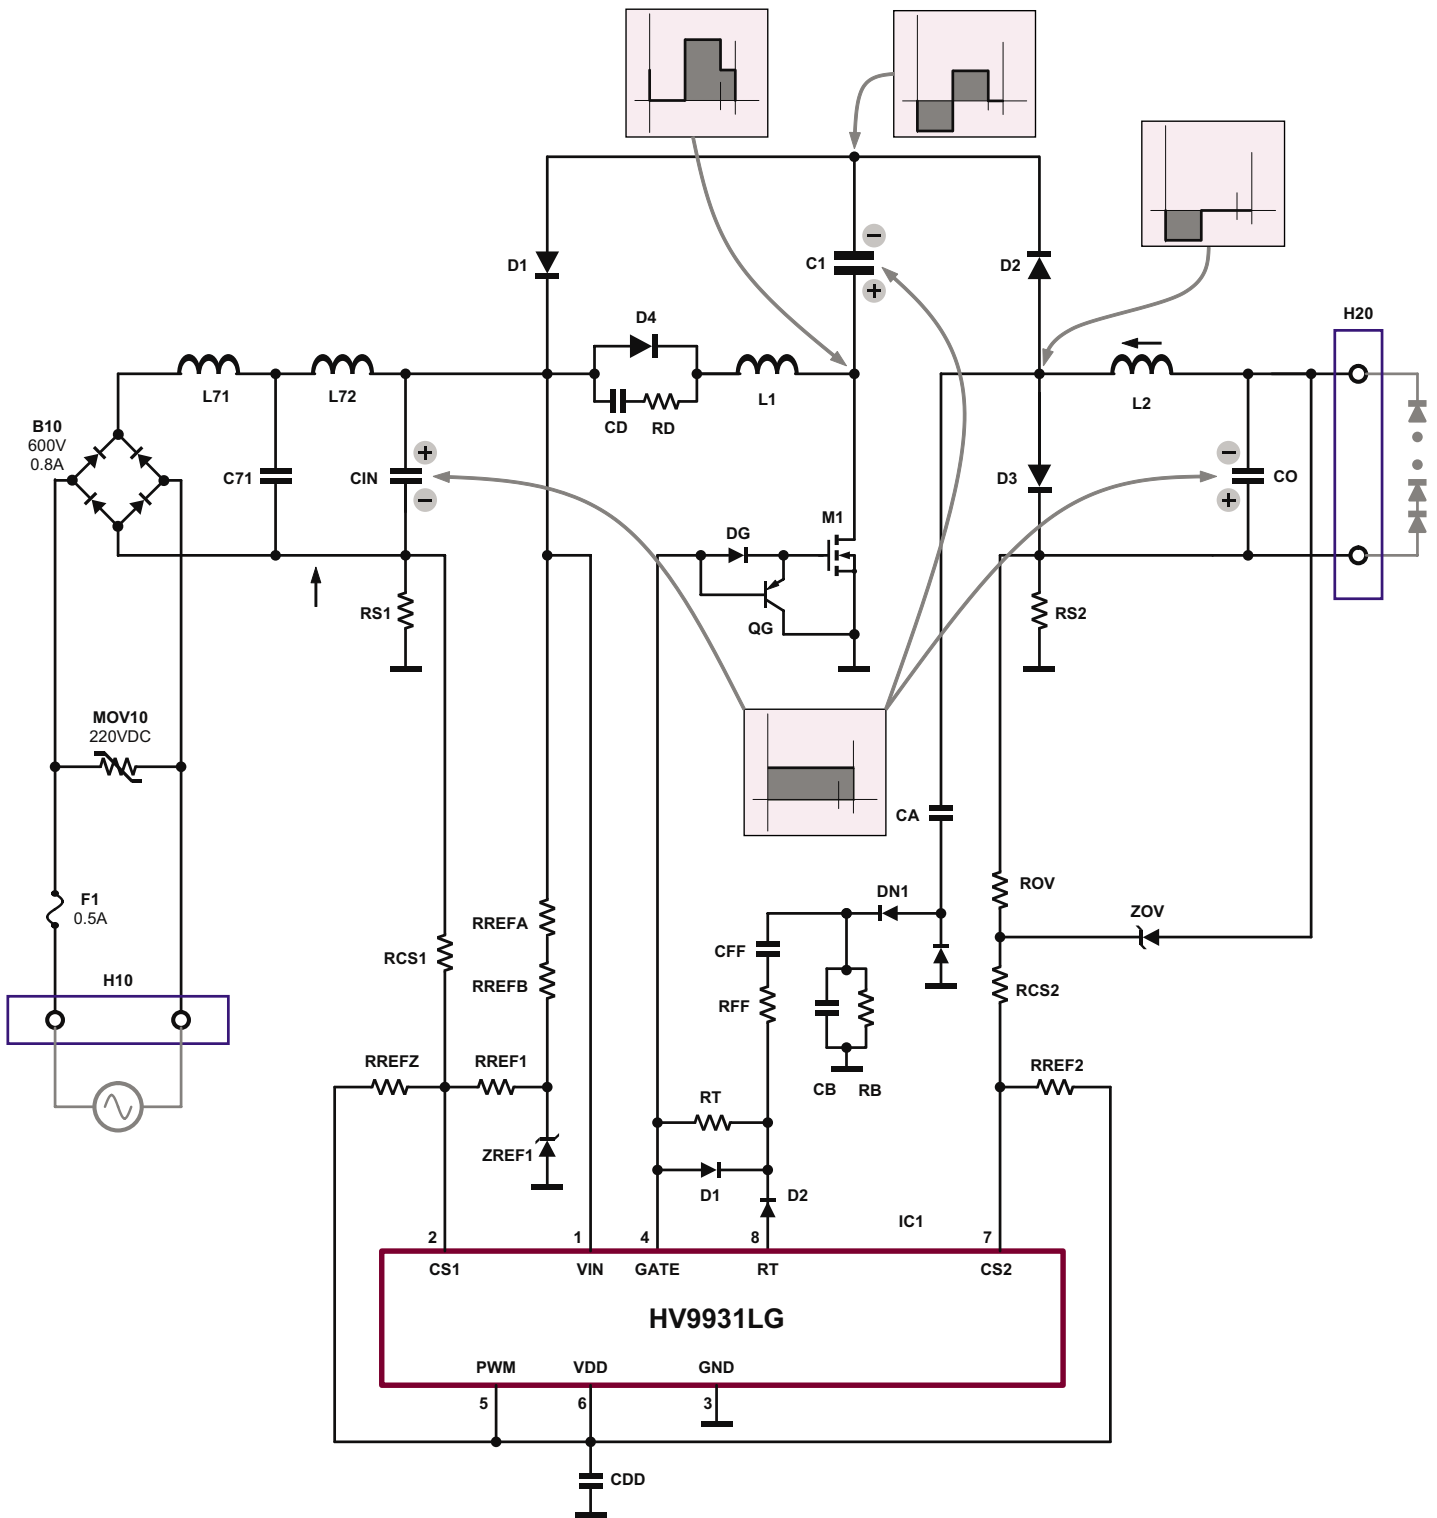 D1
C1
−
+
D2
H20
D4
L71
L72
CD
RD
L1
L2
B10
600V
0.8A
C71
CIN
+
−
D3
−
+
CO
M1
DG
QG
RS1
RS2
MOV10
220VDC
CA
F1
0.5A
H10
RREFA
RCS1
RREFB
DN1
CFF
RFF
ROV
ZOV
RCS2
RREFZ
RREF1
RT
CB
RB
RREF2
ZREF1
D1
D2
IC1
2
1
4
8
7
CS1
VIN
GATE
RT
CS2
HV9931LG
PWM
VDD
GND
5
6
3
CDD